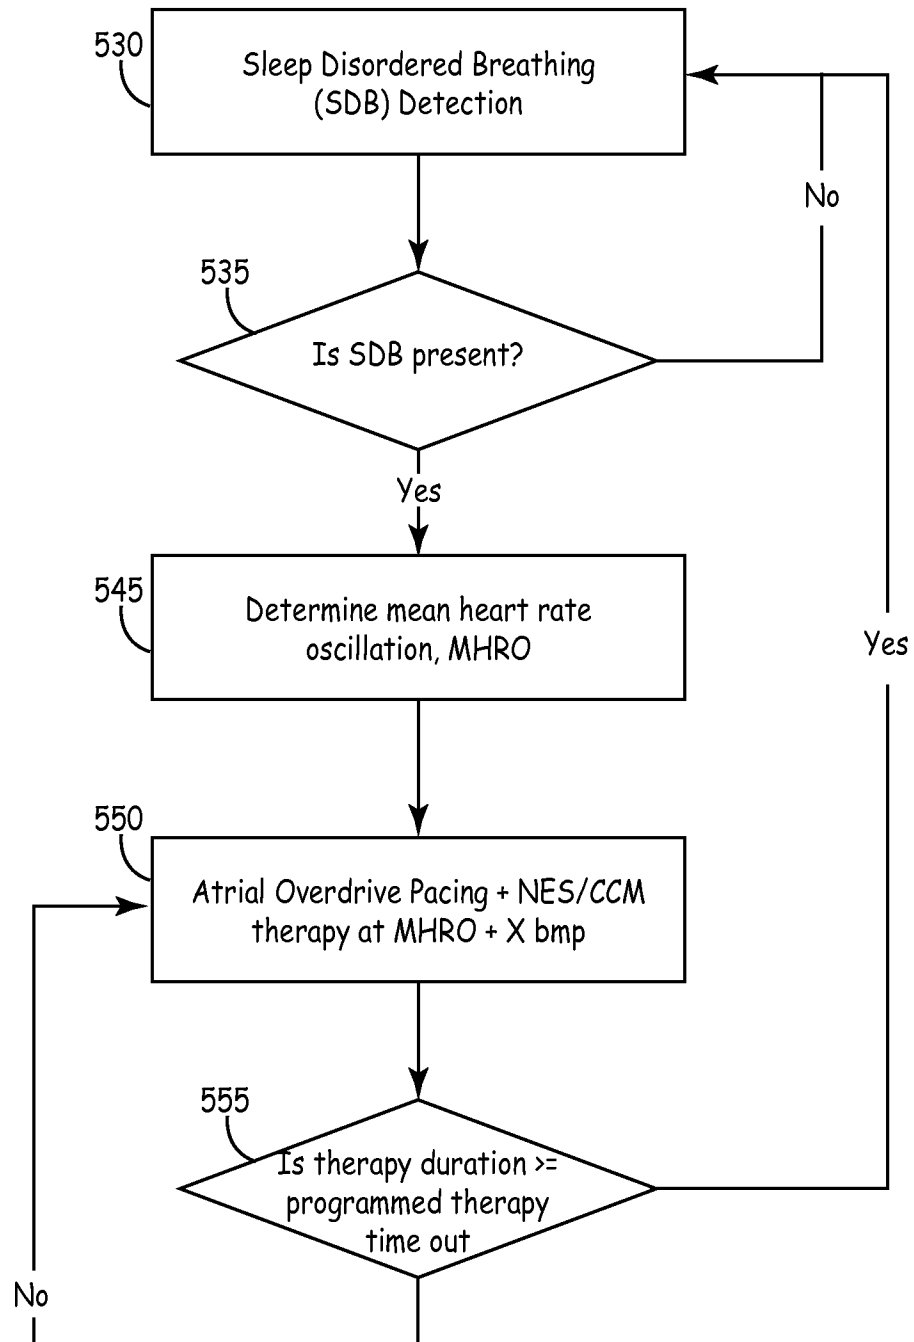 530
Sleep Disordered Breathing
(SDB) Detection
No
535
Is SDB present?
Yes
545
Determine mean heart rate
oscillation, MHRO
Yes
550
Atrial Overdrive Pacing + NES/CCM
therapy at MHRO + X bmp
555
Is therapy duration >=
programmed therapy
time out
No